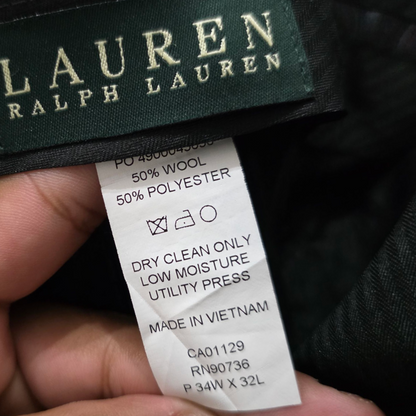 LAUREN
RALPH LAUREN
50% WOOL
50% POLYESTER
DRY CLEAN ONLY
LOW MOISTURE
UTILITY PRESS
MADE IN VIETNAM
CA01129
RN90736
P 34W X 32L